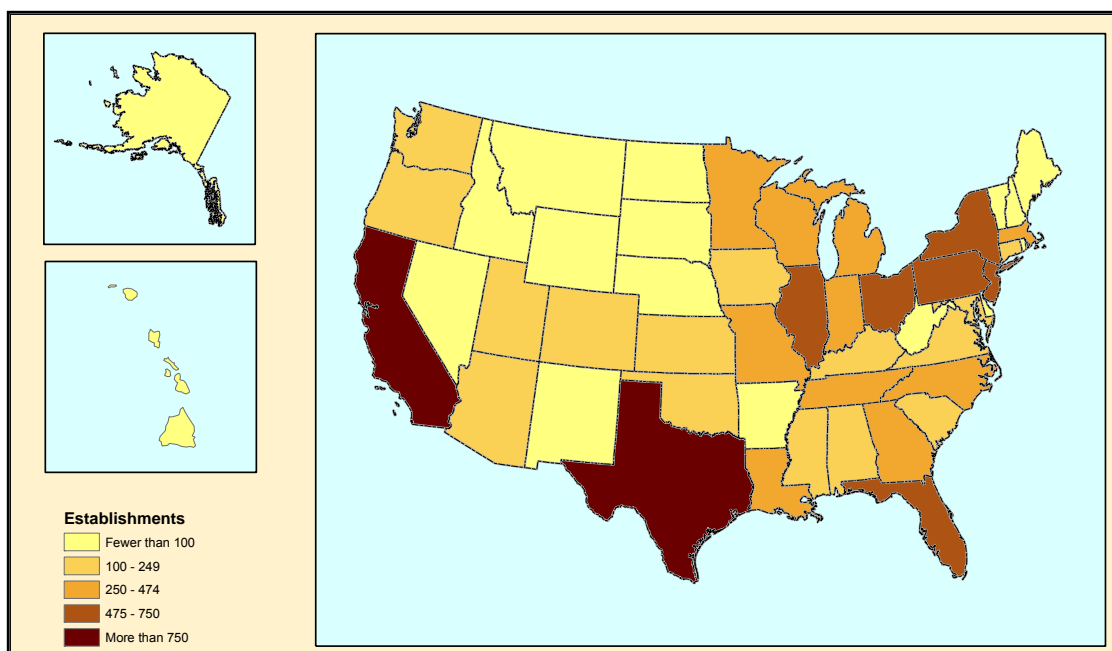 Establishments
Fewer than 100
100 - 249
250 - 474
475 - 750
More than 750